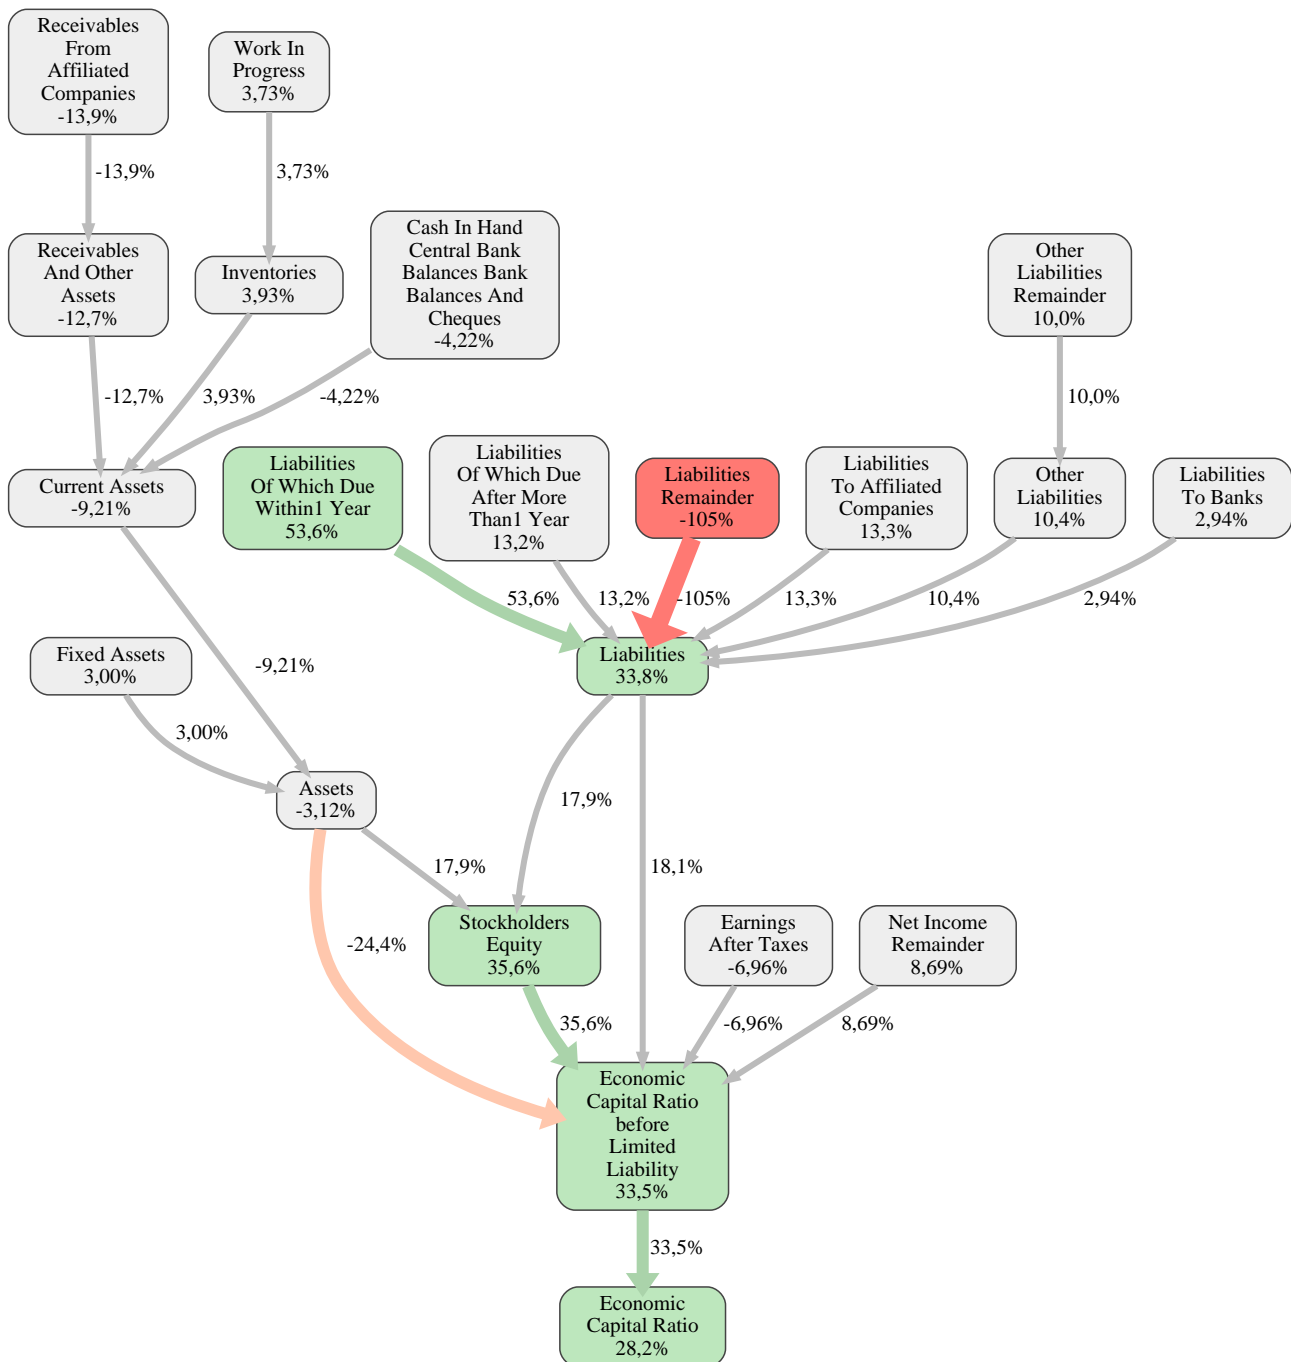 Receivables
From
Affiliated
Companies
-13,9%
Work In
Progress
3,73%
-13,9%
3,73%
Receivables
And Other
Assets
-12,7%
Inventories
3,93%
Cash In Hand
Central Bank
Balances Bank
Balances And
Cheques
-4,22%
Other
Liabilities
Remainder
10,0%
-12,7%
3,93%
-4,22%
10,0%
Current Assets
-9,21%
Liabilities
Of Which Due
Within1 Year
53,6%
Liabilities
Of Which Due
After More
Than1 Year
13,2%
Liabilities
Remainder
-105%
Liabilities
To Affiliated
Companies
13,3%
Other
Liabilities
10,4%
Liabilities
To Banks
2,94%
53,6%
13,2%
-105%
13,3%
10,4%
2,94%
Fixed Assets
3,00%
-9,21%
Liabilities
33,8%
3,00%
Assets
-3,12%
17,9%
17,9%
18,1%
-24,4%
Stockholders
Equity
35,6%
Earnings
After Taxes
-6,96%
Net Income
Remainder
8,69%
35,6%
-6,96%
8,69%
Economic
Capital Ratio
before
Limited
Liability
33,5%
33,5%
Economic
Capital Ratio
28,2%